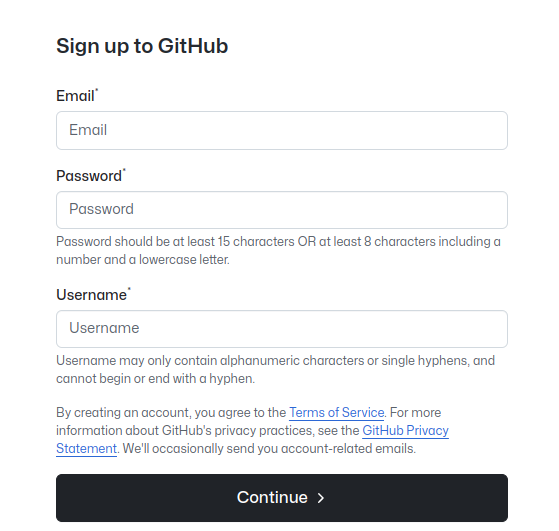 Sign up to GitHub
Email*
Email
Password*
Password
Password should be at least 15 characters OR at least 8 characters including a
number and a lowercase letter.
Username*
Username
Username may only contain alphanumeric characters or single hyphens, and
cannot begin or end with a hyphen.
By creating an account, you agree to the Terms of Service. For more
information about GitHub's privacy practices, see the GitHub Privacy
Statement. We'll occasionally send you account-related emails.
Continue >